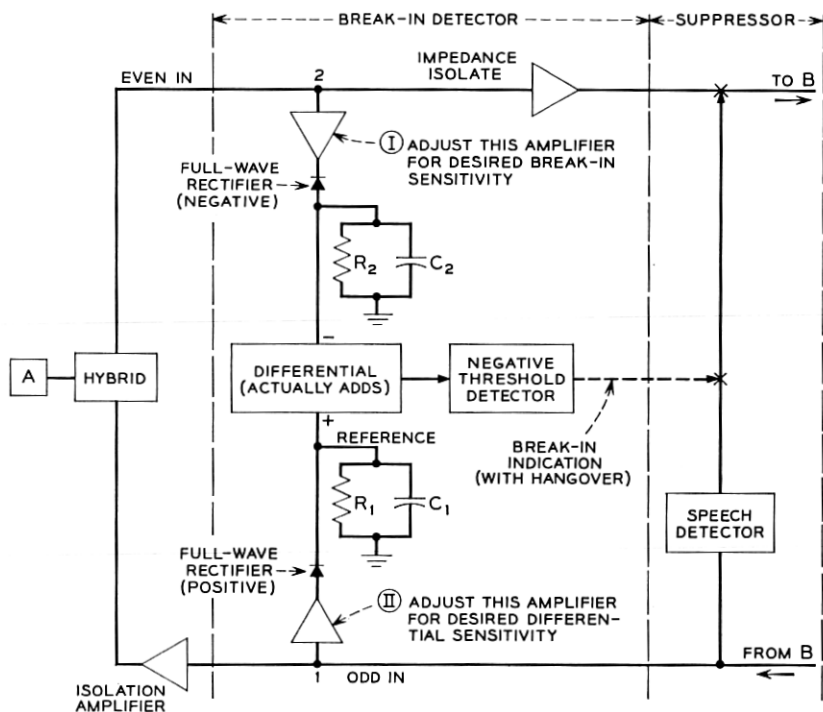 BREAK-IN DETECTOR
SUPPRESSOR
EVEN IN
2
IMPEDANCE
ISOLATE
TO B
I
ADJUST THIS AMPLIFIER
FOR DESIRED BREAK-IN
SENSITIVITY
FULL-WAVE
RECTIFIER
(NEGATIVE)
R2
C2
−
A
HYBRID
DIFFERENTIAL
(ACTUALLY ADDS)
NEGATIVE
THRESHOLD
DETECTOR
+
REFERENCE
BREAK-IN
INDICATION
(WITH HANGOVER)
R1
C1
SPEECH
DETECTOR
FULL-WAVE
RECTIFIER
(POSITIVE)
II
ADJUST THIS AMPLIFIER
FOR DESIRED DIFFEREN-
TIAL SENSITIVITY
FROM B
ISOLATION
AMPLIFIER
1
ODD IN